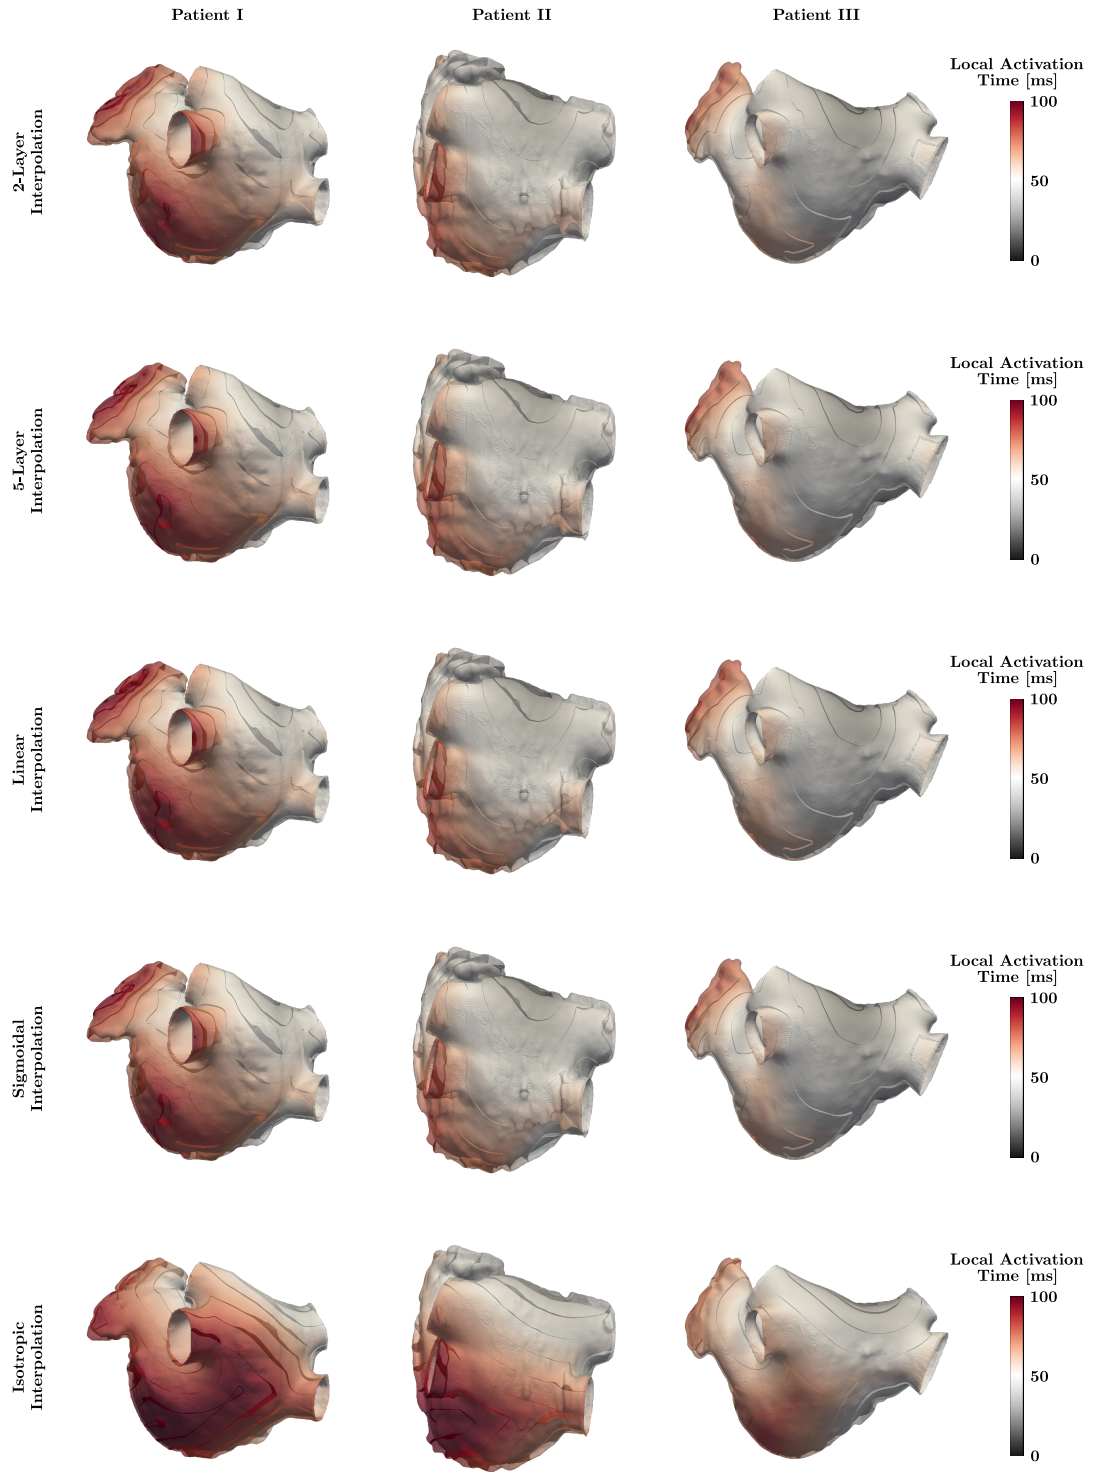 Patient I
Patient II
Patient III
2-Layer
Interpolation
Local Activation
Time [ms]
100
50
0
5-Layer
Interpolation
Local Activation
Time [ms]
100
50
0
Linear
Interpolation
Local Activation
Time [ms]
100
50
0
Sigmoidal
Interpolation
Local Activation
Time [ms]
100
50
0
Isotropic
Interpolation
Local Activation
Time [ms]
100
50
0